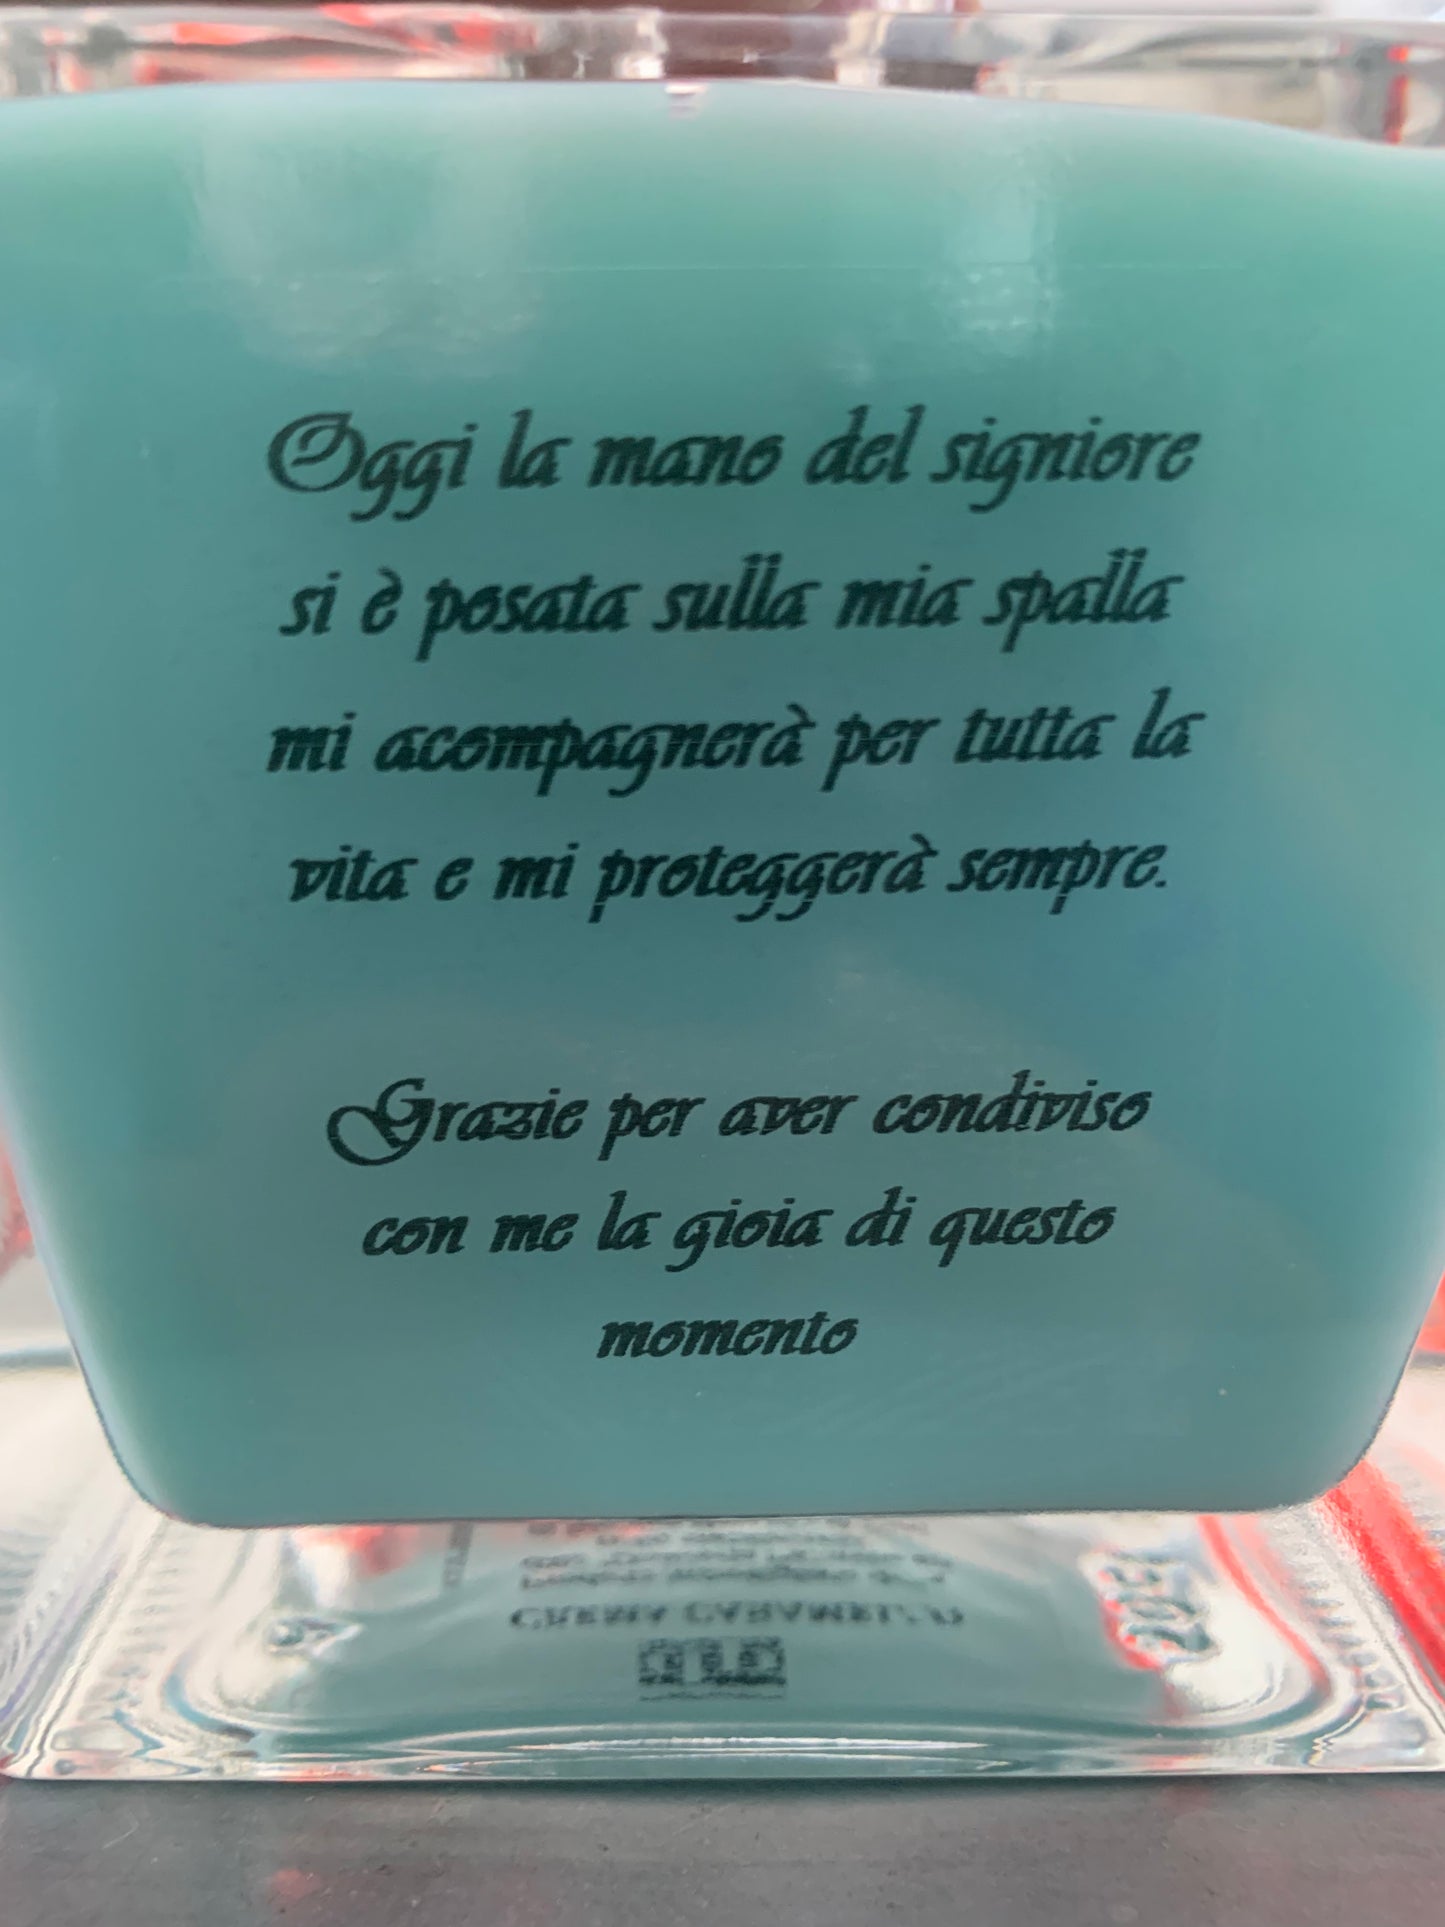 Oggi la mano del signiore
si è posata sulla mia spalla
mi acompagnerà per tutta la
vita e mi proteggerà sempre.
Grazie per aver condiviso
con me la gioia di questo
momento